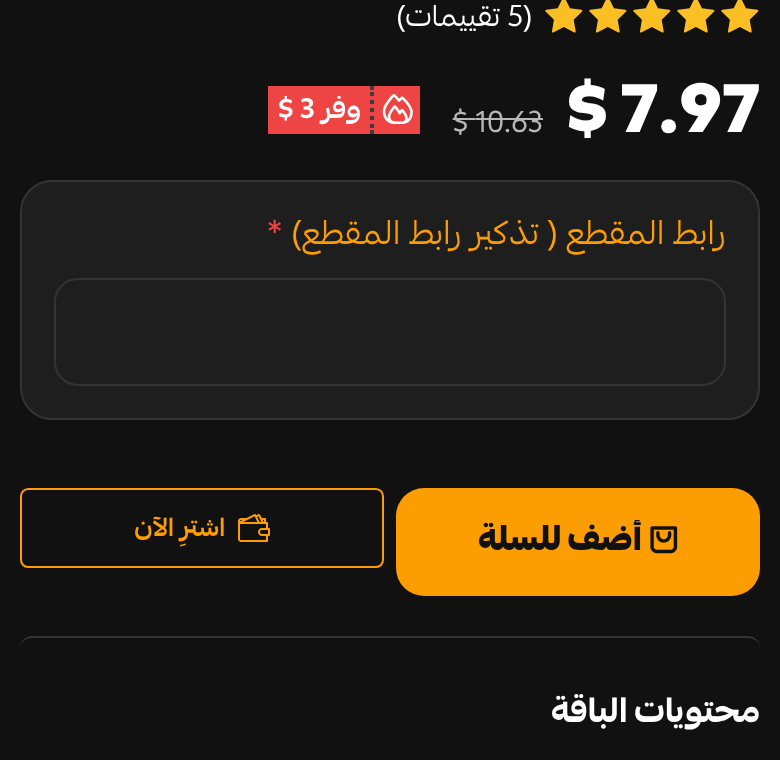 (5 تقييمات)
7.97 $ 10.63 $ وفر 3 $
رابط المقطع ( تذكير رابط المقطع) *
أضف للسلة اشترِ الآن
محتويات الباقة